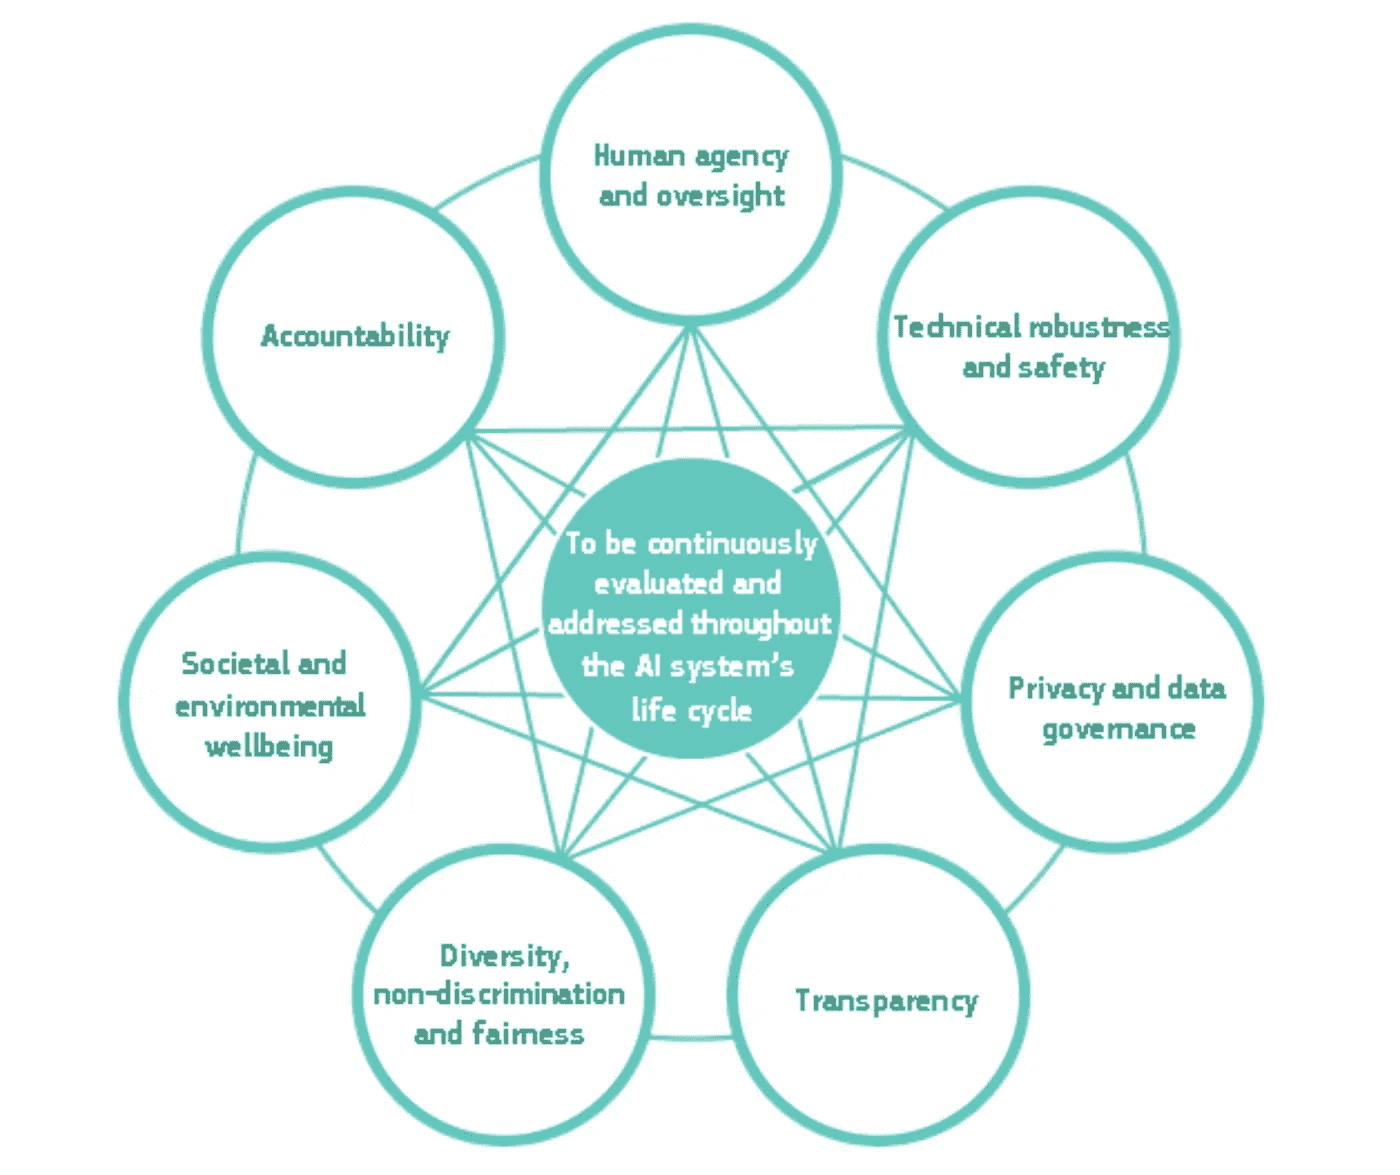 Human agency
and oversight
Technical robustness
and safety
Privacy and data
governance
Transparency
Diversity,
non-discrimination
and fairness
Societal and
environmental
wellbeing
Accountability
To be continuously
evaluated and
addressed throughout
the AI system's
life cycle